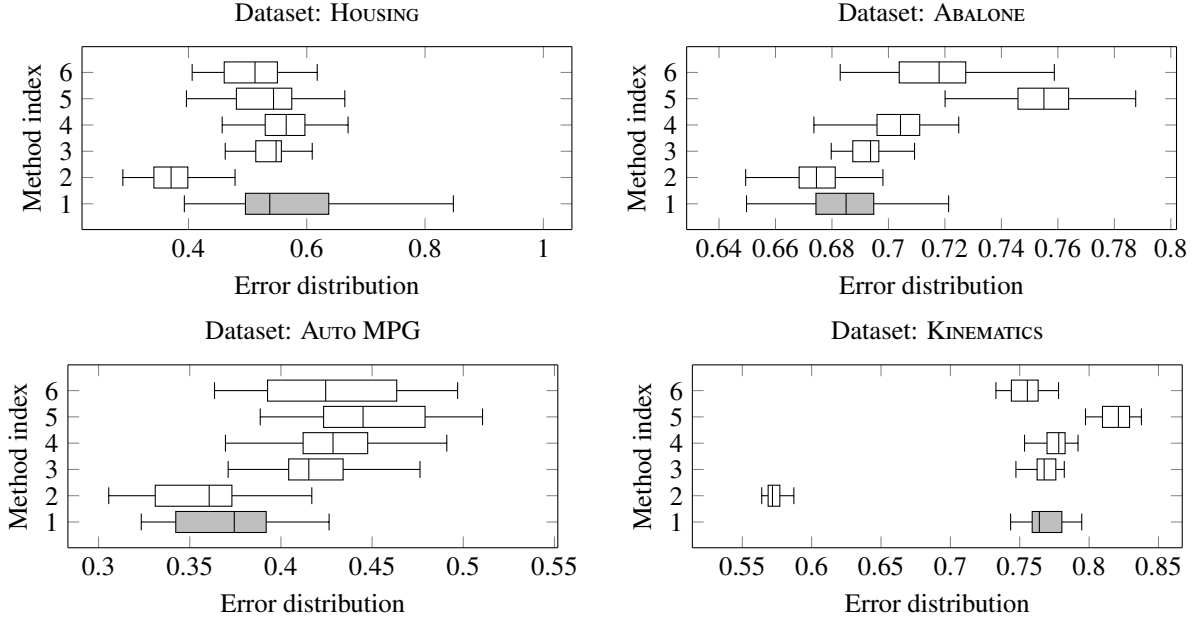 Dataset: Housing
Method index
6
5
4
3
2
1
0.4 0.6 0.8 1
Error distribution
Dataset: Abalone
Method index
6
5
4
3
2
1
0.64 0.66 0.68 0.7 0.72 0.74 0.76 0.78 0.8
Error distribution
Dataset: Auto MPG
Method index
6
5
4
3
2
1
0.3 0.35 0.4 0.45 0.5 0.55
Error distribution
Dataset: Kinematics
Method index
6
5
4
3
2
1
0.55 0.6 0.65 0.7 0.75 0.8 0.85
Error distribution